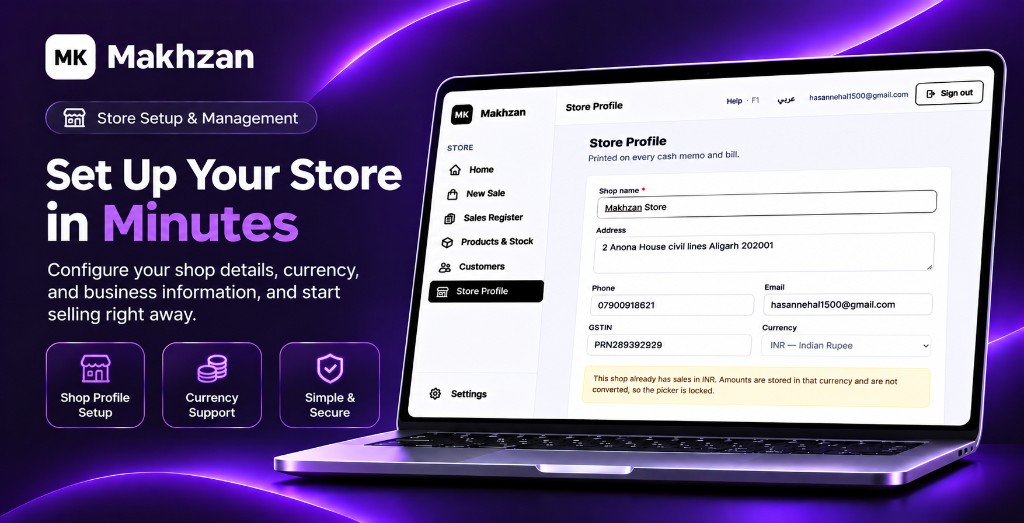 MK Makhzan
Store Setup & Management
Set Up Your Store
in Minutes
Configure your shop details, currency,
and business information, and start
selling right away.
Shop Profile
Setup
Currency
Support
Simple &
Secure
MK Makhzan
STORE
Home
New Sale
Sales Register
Products & Stock
Customers
Store Profile
Settings
Store Profile
Help · F1
عربي
hasannehal1500@gmail.com
Sign out
Store Profile
Printed on every cash memo and bill.
Shop name *
Makhzan Store
Address
2 Anona House civil lines Aligarh 202001
Phone
07900918621
Email
hasannehal1500@gmail.com
GSTIN
PRN289392929
Currency
INR — Indian Rupee
This shop already has sales in INR. Amounts are stored in that currency and are not
converted, so the picker is locked.